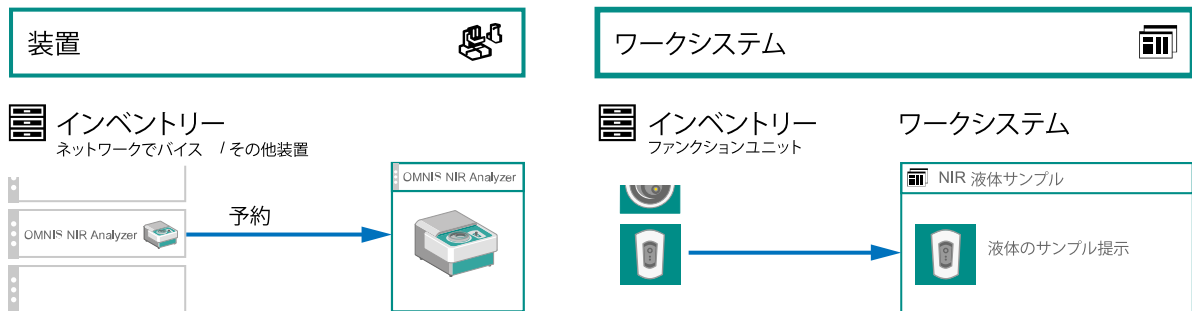 装置
インベントリー
ネットワークでバイス / その他装置
OMNIS NIR Analyzer
予約
OMNIS NIR Analyzer
ワークシステム
インベントリー
ファンクションユニット
ワークシステム
NIR 液体サンプル
液体のサンプル提示